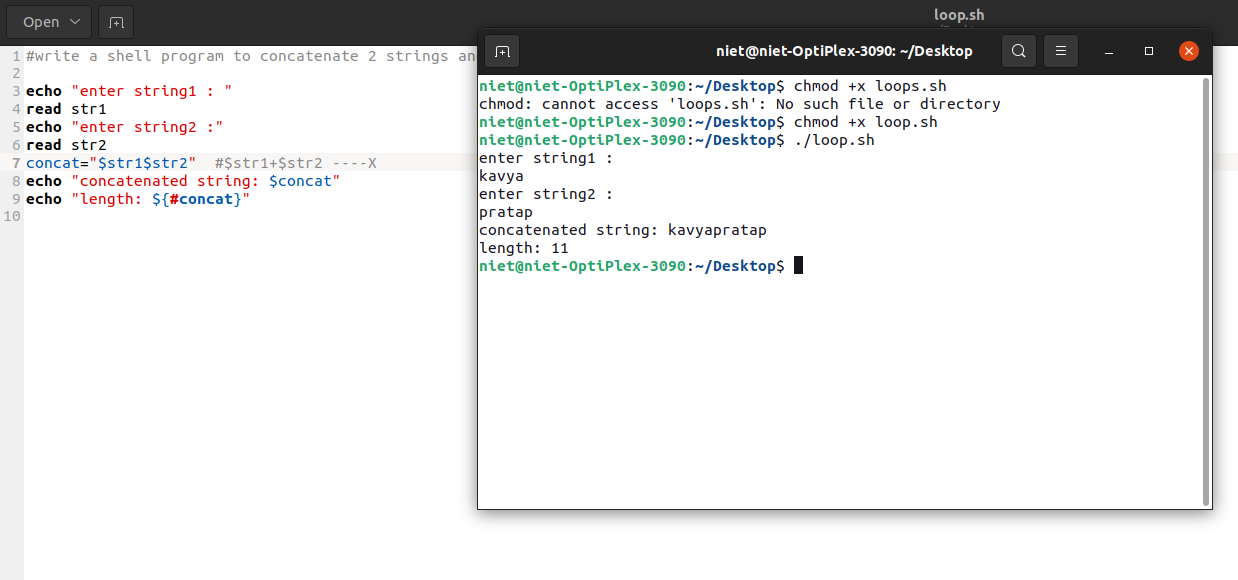 Open
loop.sh
1 #write a shell program to concatenate 2 strings an
2
3 echo "enter string1 : "
4 read str1
5 echo "enter string2 :"
6 read str2
7 concat="$str1$str2"  #$str1+$str2 ----X
8 echo "concatenated string: $concat"
9 echo "length: ${#concat}"
10
niet@niet-OptiPlex-3090: ~/Desktop
niet@niet-OptiPlex-3090:~/Desktop$ chmod +x loops.sh
chmod: cannot access 'loops.sh': No such file or directory
niet@niet-OptiPlex-3090:~/Desktop$ chmod +x loop.sh
niet@niet-OptiPlex-3090:~/Desktop$ ./loop.sh
enter string1 :
kavya
enter string2 :
pratap
concatenated string: kavyapratap
length: 11
niet@niet-OptiPlex-3090:~/Desktop$